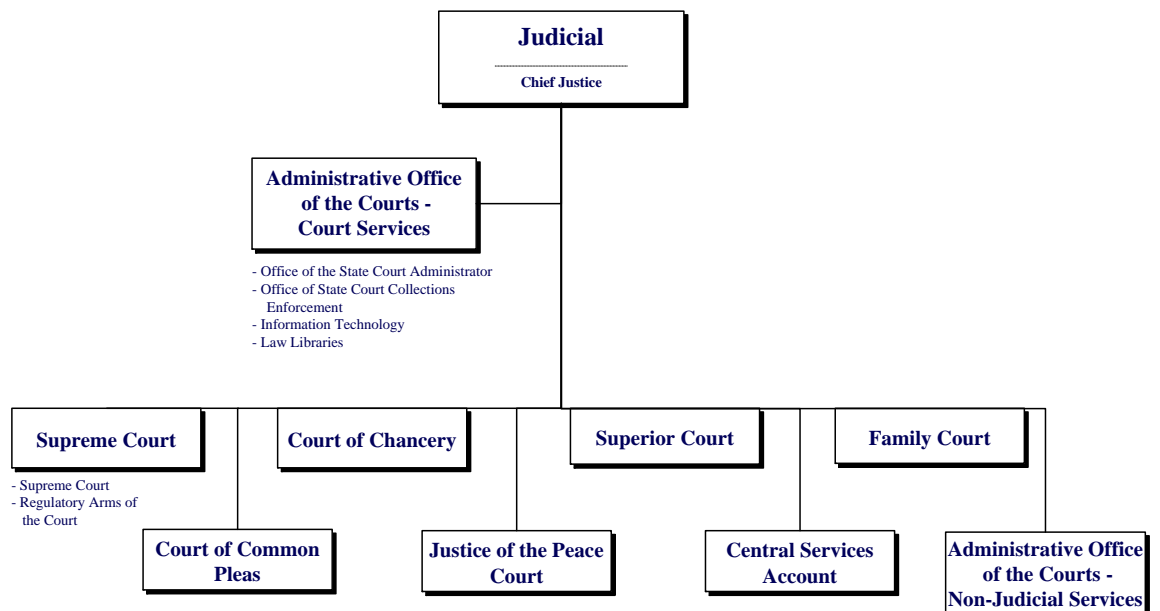 Judicial
Chief Justice
Administrative Office
of the Courts -
Court Services
- Office of the State Court Administrator
- Office of State Court Collections
Enforcement
- Information Technology
- Law Libraries
Supreme Court
- Supreme Court
- Regulatory Arms of
the Court
Court of Chancery
Superior Court
Family Court
Court of Common
Pleas
Justice of the Peace
Court
Central Services
Account
Administrative Office
of the Courts -
Non-Judicial Services